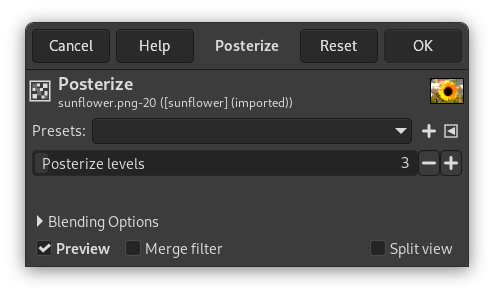 Cancel Help Posterize Reset OK
Posterize
sunflower.png-20 ([sunflower] (imported))
Presets:
Posterize levels 3
Blending Options
Preview Merge filter Split view